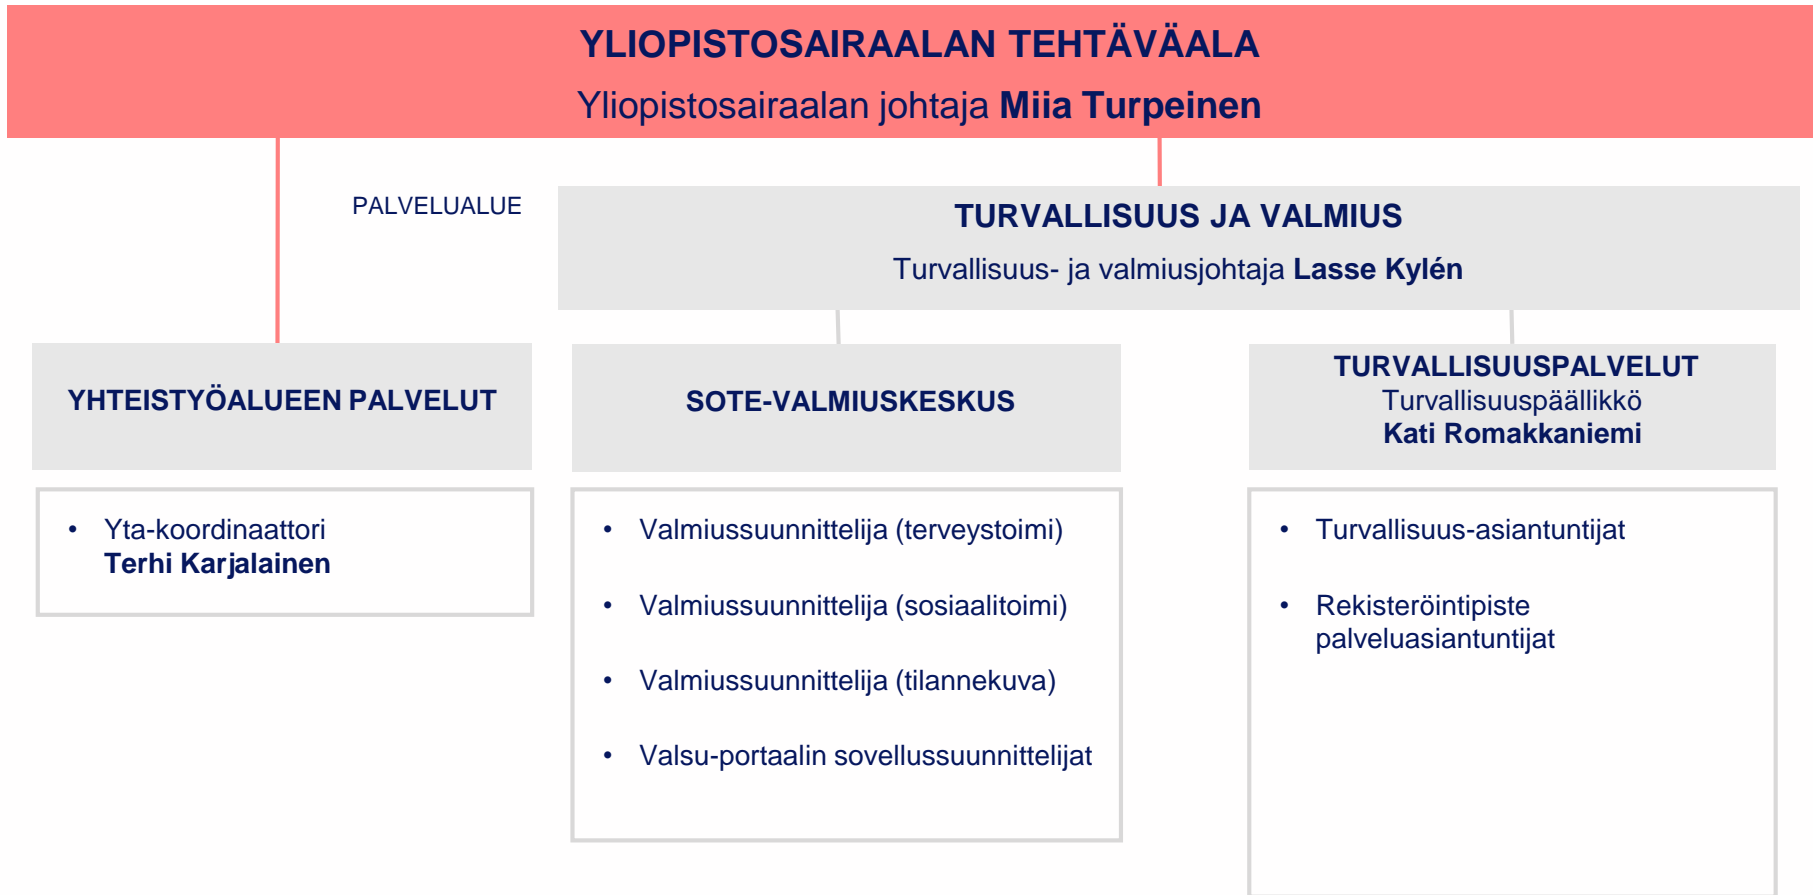 YLIOPISTOSAIRAALAN TEHTÄVÄALA
Yliopistosairaalan johtaja Miia Turpeinen
PALVELUALUE
TURVALLISUUS JA VALMIUS
Turvallisuus- ja valmiusjohtaja Lasse Kylén
YHTEISTYÖALUEEN PALVELUT
• Yta-koordinaattori
Terhi Karjalainen
SOTE-VALMIUSKESKUS
• Valmiussuunnittelija (terveystoimi)
• Valmiussuunnittelija (sosiaalitoimi)
• Valmiussuunnittelija (tilannekuva)
• Valsu-portaalin sovellussuunnittelijat
TURVALLISUUSPALVELUT
Turvallisuuspäällikkö
Kati Romakkaniemi
• Turvallisuus-asiantuntijat
• Rekisteröintipiste
palveluasiantuntijat